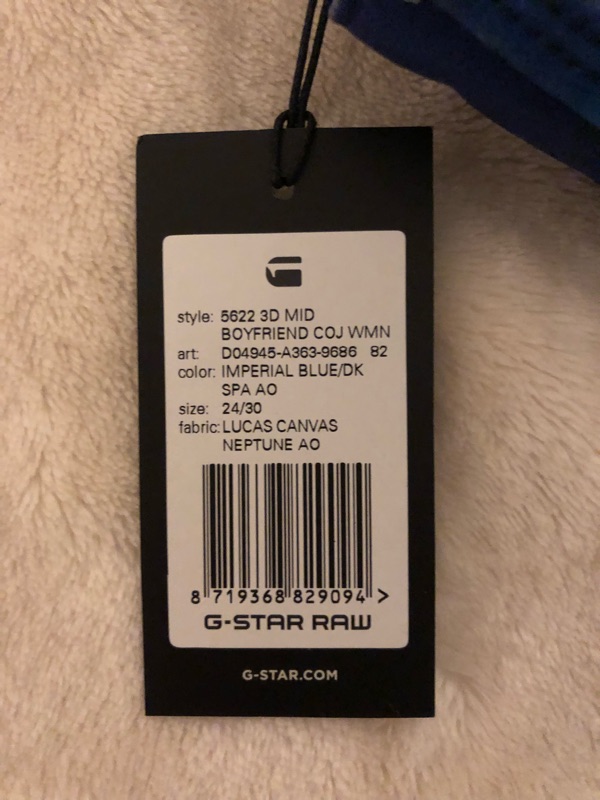 G
style: 5622 3D MID
BOYFRIEND COJ WMN
art: D04945-A363-9686 82
color: IMPERIAL BLUE/DK
SPA AO
size: 24/30
fabric: LUCAS CANVAS
NEPTUNE AO
8 719368 829094 >
G-STAR RAW
G-STAR.COM